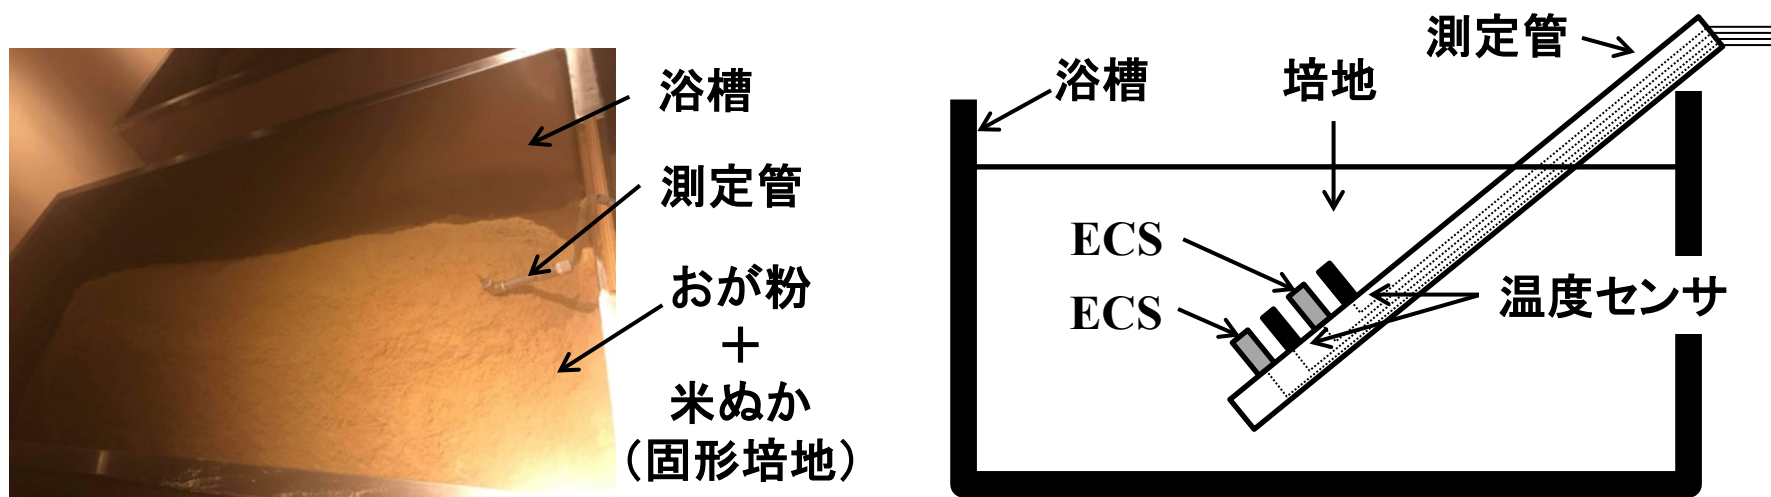 浴槽
測定管
おが粉
＋
米ぬか
（固形培地）
測定管
浴槽
培地
ECS
ECS
温度センサ